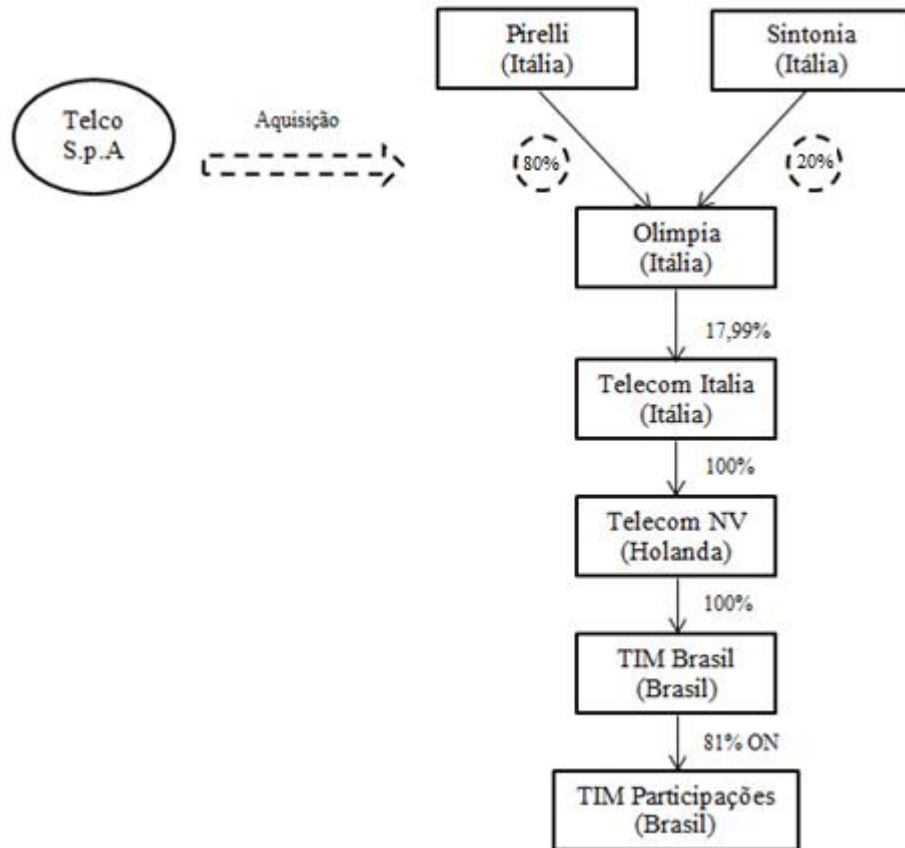 Pirelli
(Itália)
Sintonia
(Itália)
Telco
S.p.A
Aquisição
80%
20%
Olimpia
(Itália)
17,99%
Telecom Italia
(Itália)
100%
Telecom NV
(Holanda)
100%
TIM Brasil
(Brasil)
81% ON
TIM Participações
(Brasil)